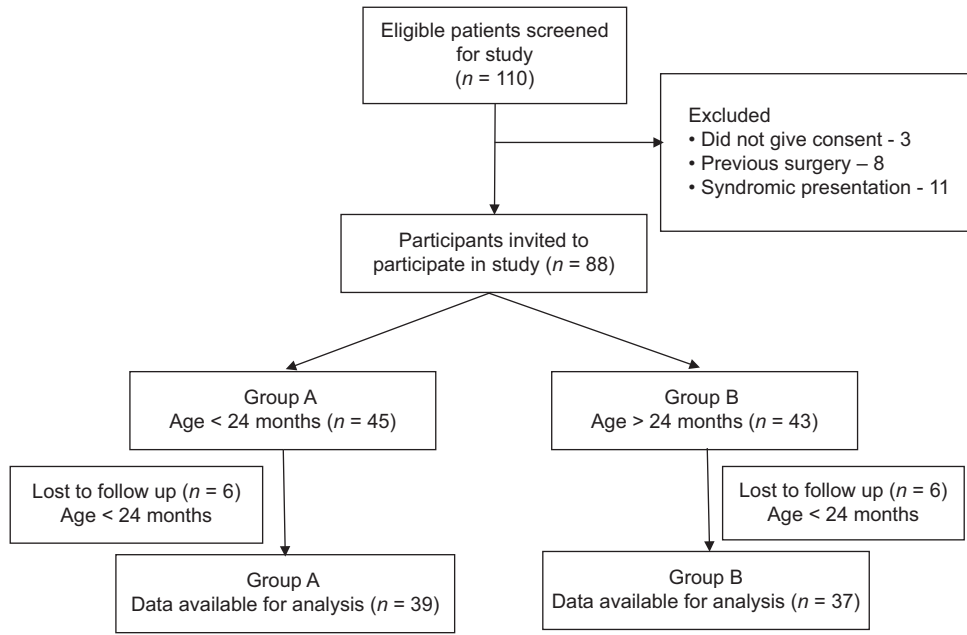 Eligible patients screened
for study
(n = 110)
Excluded
• Did not give consent - 3
• Previous surgery – 8
• Syndromic presentation - 11
Participants invited to
participate in study (n = 88)
Group A
Age < 24 months (n = 45)
Group B
Age > 24 months (n = 43)
Lost to follow up (n = 6)
Age < 24 months
Lost to follow up (n = 6)
Age < 24 months
Group A
Data available for analysis (n = 39)
Group B
Data available for analysis (n = 37)